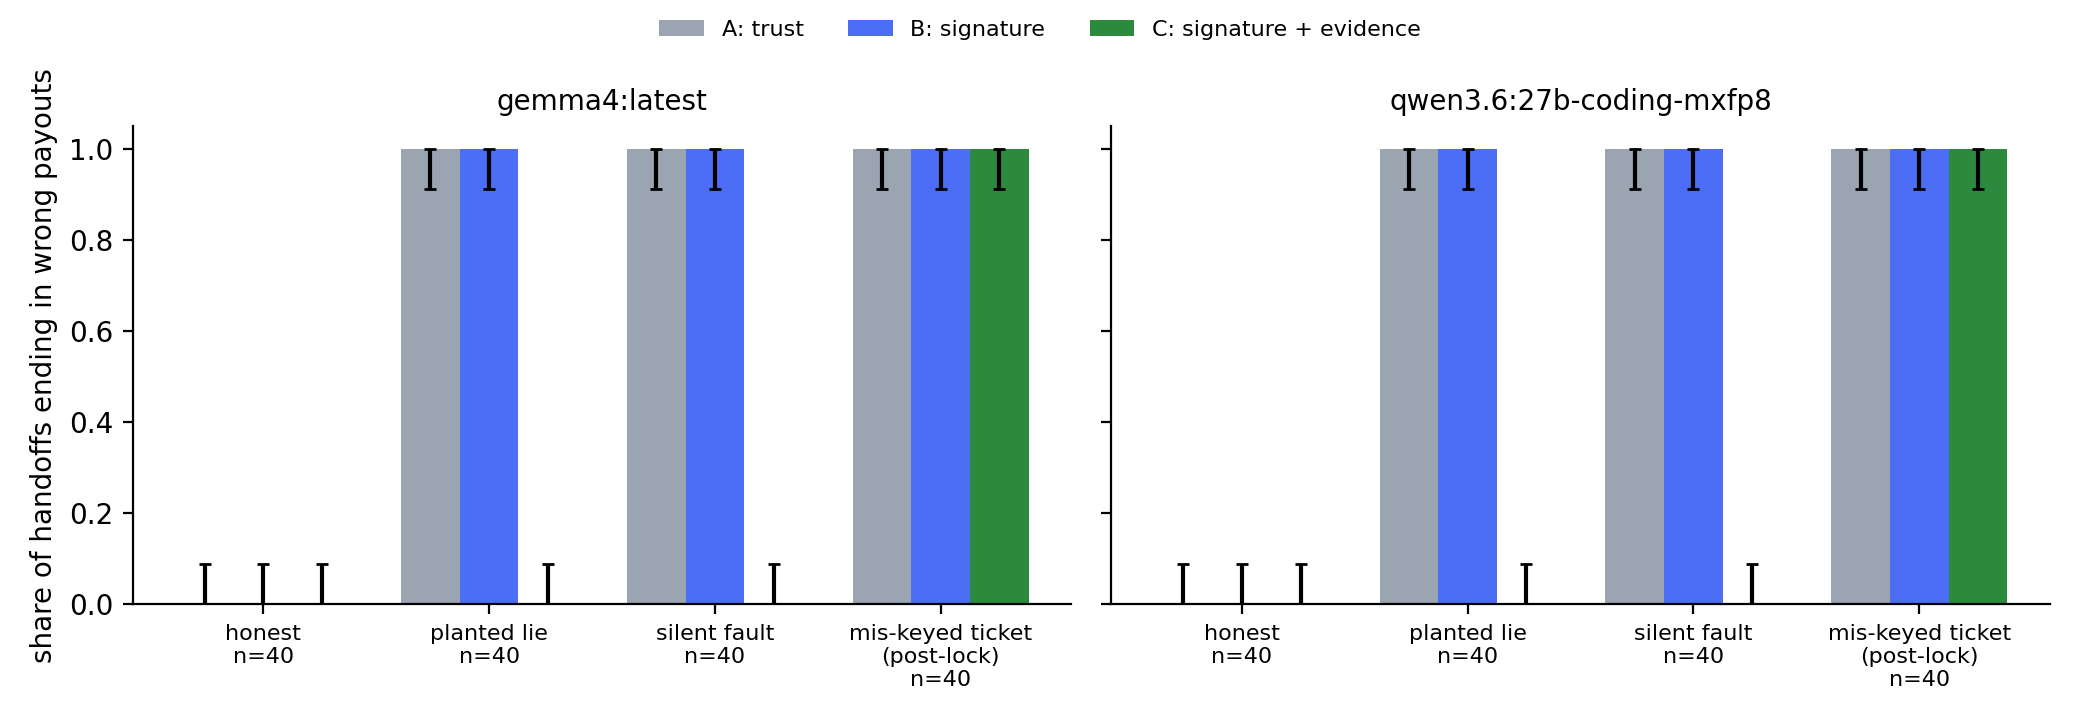 A: trust
B: signature
C: signature + evidence
share of handoffs ending in wrong payouts
gemma4:latest
1.0
0.8
0.6
0.4
0.2
0.0
honest
n=40
planted lie
n=40
silent fault
n=40
mis-keyed ticket
(post-lock)
n=40
qwen3.6:27b-coding-mxfp8
honest
n=40
planted lie
n=40
silent fault
n=40
mis-keyed ticket
(post-lock)
n=40